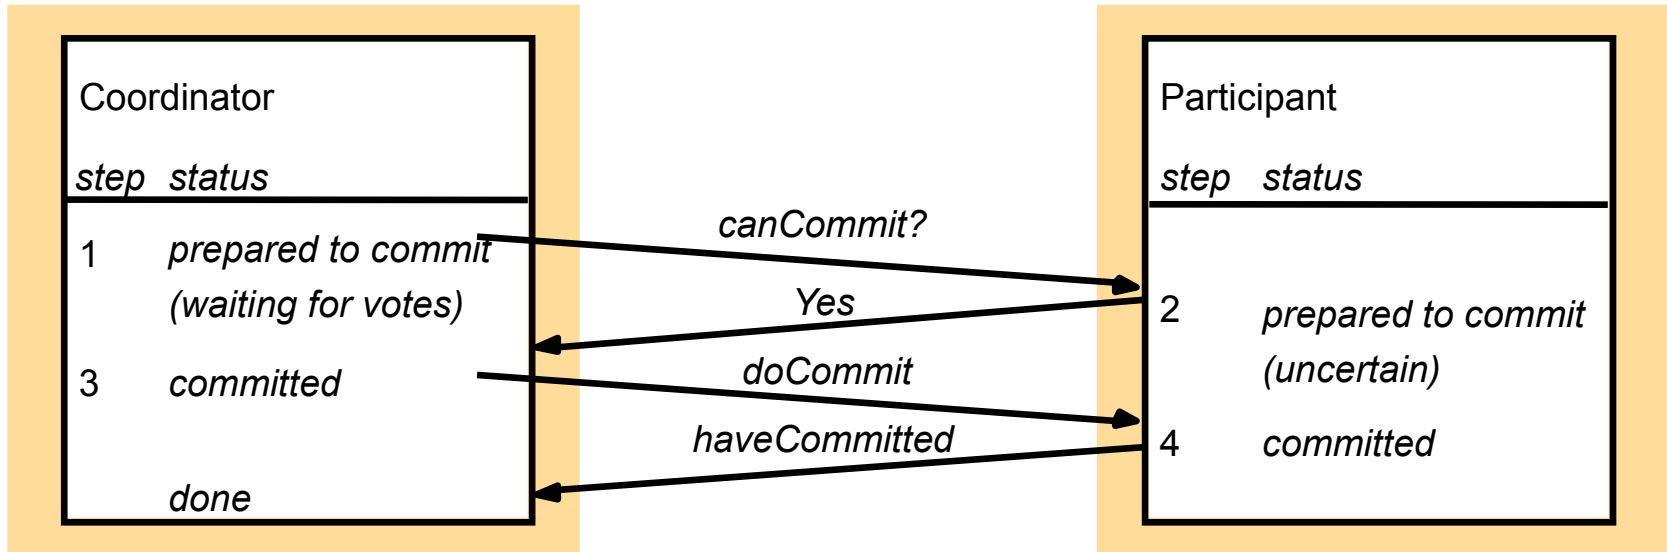 Coordinator
step status
1 prepared to commit
(waiting for votes)
3 committed
done
canCommit?
Yes
doCommit
haveCommitted
Participant
step status
2 prepared to commit
(uncertain)
4 committed